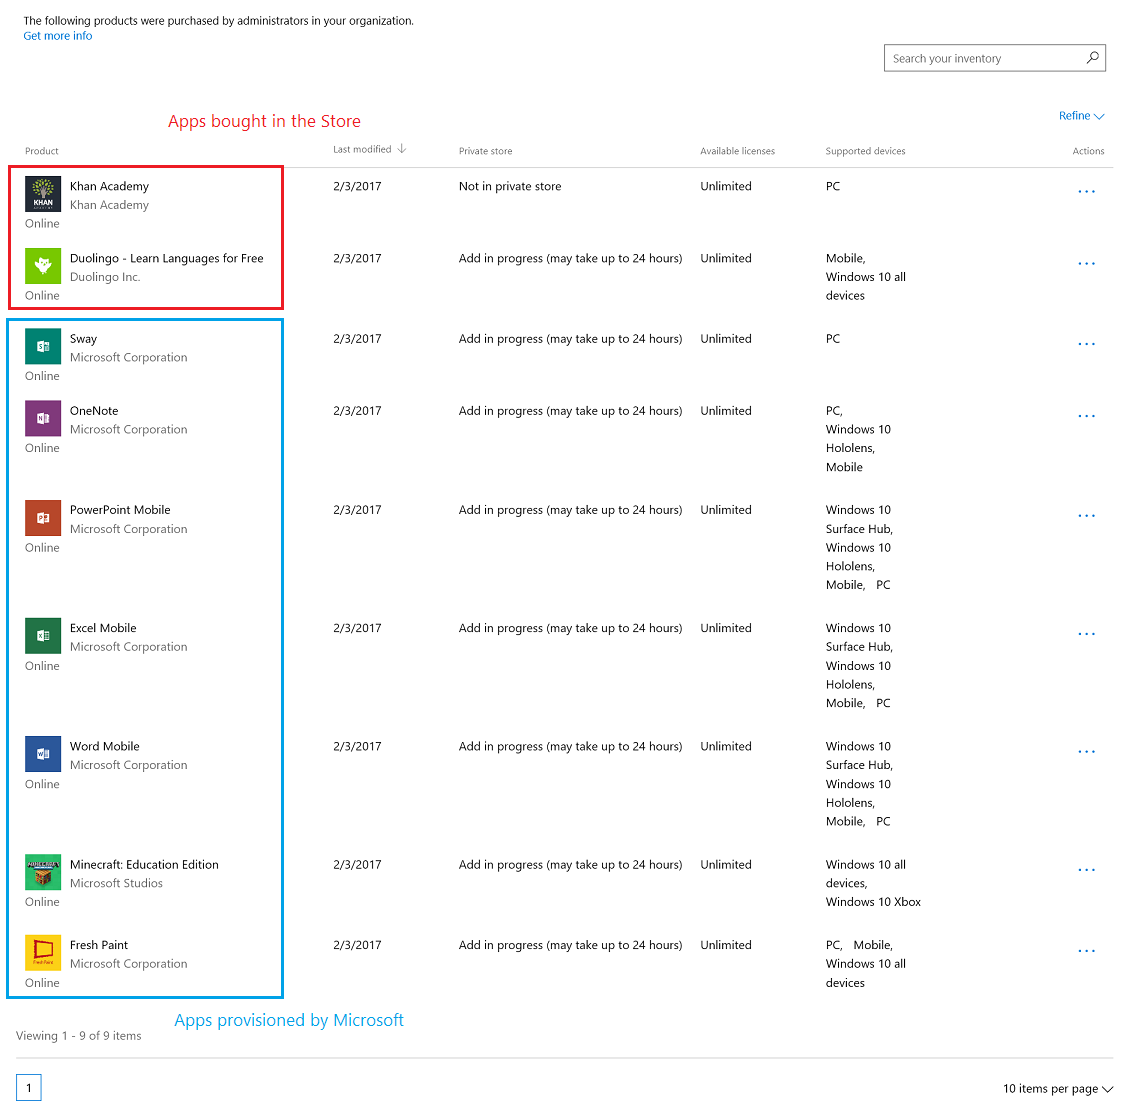 The following products were purchased by administrators in your organization.
Get more info
Search your inventory
Apps bought in the Store
Refine
Product Last modified Private store Available licenses Supported devices Actions
KHAN
ACADEMY
Khan Academy 2/3/2017 Not in private store Unlimited PC ...
Khan Academy
Online
Duolingo - Learn Languages for Free 2/3/2017 Add in progress (may take up to 24 hours) Unlimited Mobile, ...
Duolingo Inc. Windows 10 all
Online devices
Sway 2/3/2017 Add in progress (may take up to 24 hours) Unlimited PC ...
Microsoft Corporation
Online
OneNote 2/3/2017 Add in progress (may take up to 24 hours) Unlimited PC, ...
Microsoft Corporation Windows 10
Online Hololens,
Mobile
PowerPoint Mobile 2/3/2017 Add in progress (may take up to 24 hours) Unlimited Windows 10 ...
Microsoft Corporation Surface Hub,
Online Windows 10
Hololens,
Mobile, PC
Excel Mobile 2/3/2017 Add in progress (may take up to 24 hours) Unlimited Windows 10 ...
Microsoft Corporation Surface Hub,
Online Windows 10
Hololens,
Mobile, PC
Word Mobile 2/3/2017 Add in progress (may take up to 24 hours) Unlimited Windows 10 ...
Microsoft Corporation Surface Hub,
Online Windows 10
Hololens,
Mobile, PC
MINECRAFT
Minecraft: Education Edition 2/3/2017 Add in progress (may take up to 24 hours) Unlimited Windows 10 all ...
Microsoft Studios devices,
Online Windows 10 Xbox
Fresh Paint
Fresh Paint 2/3/2017 Add in progress (may take up to 24 hours) Unlimited PC, Mobile, ...
Microsoft Corporation Windows 10 all
Online devices
Apps provisioned by Microsoft
Viewing 1 - 9 of 9 items
1 10 items per page